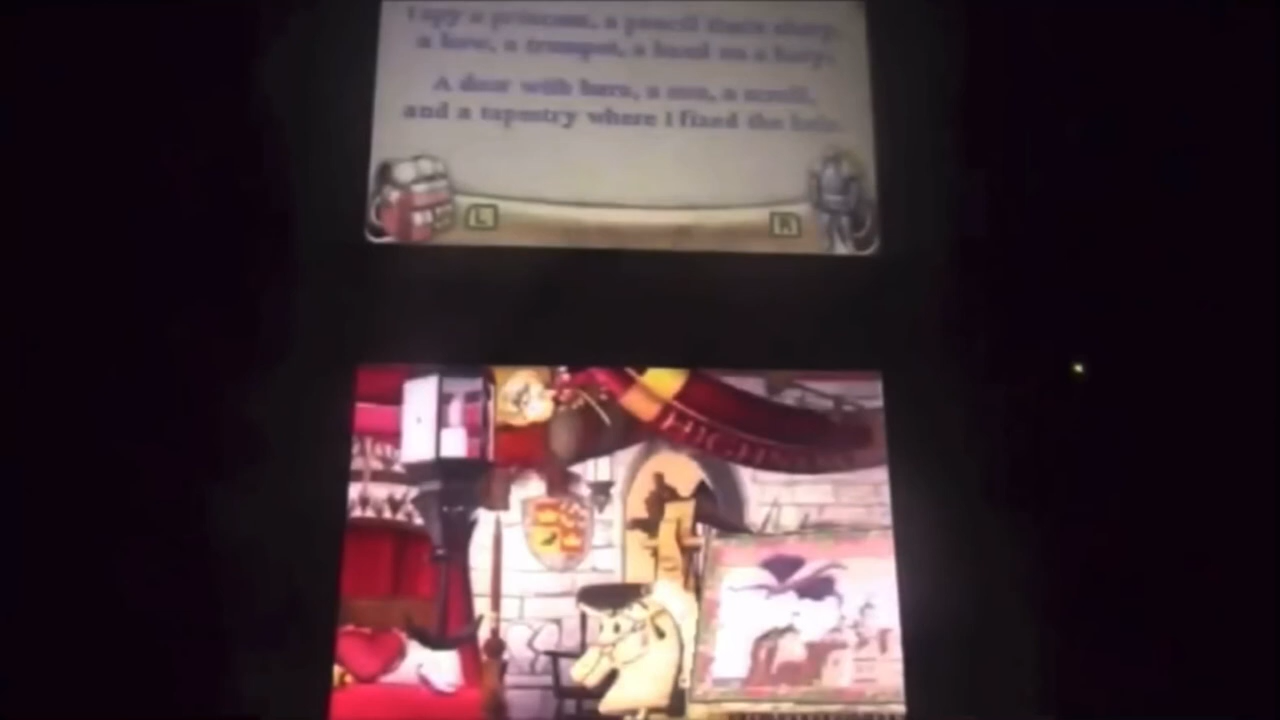 I spy a princess, a pencil that's sharp,
a bow, a trumpet, a hand on a harp.
A door with bars, a sun, a scroll,
and a tapestry where I fixed the hole.
L
R